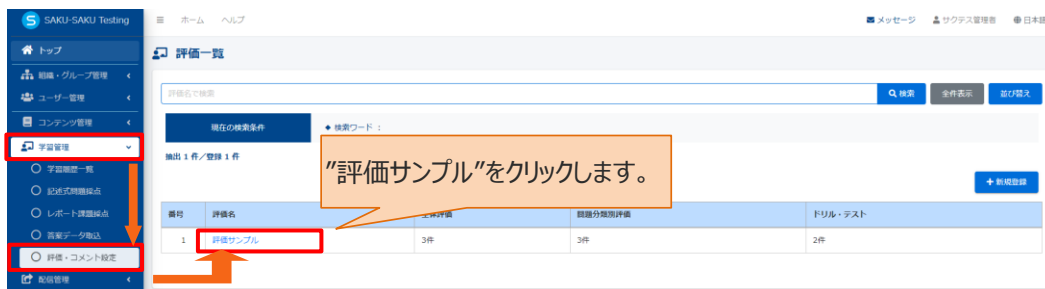 S SAKU-SAKU Testing
ホーム ヘルプ
メッセージ サクテス管理者 日本語
トップ
評価一覧
組織・グループ管理
ユーザー管理
評価名で検索
検索 全件表示 並び替え
コンテンツ管理
現在の検索条件
◆ 検索ワード :
学習管理
抽出 1 件/登録 1 件
"評価サンプル"をクリックします。
学習履歴一覧
記述式問題採点
+ 新規登録
レポート課題採点
番号 評価名 全体評価 問題分類別評価 ドリル・テスト
答案データ取込
1 評価サンプル 3件 3件 2件
評価・コメント設定
配信管理